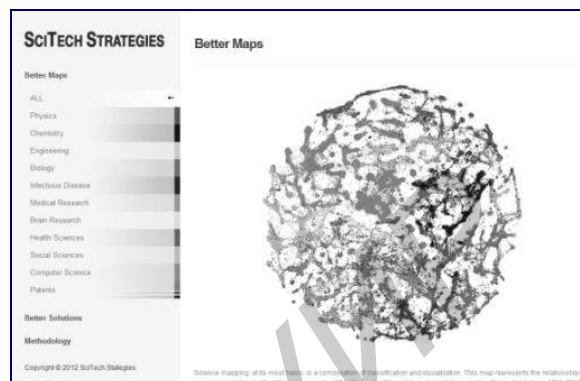 SCITECH STRATEGIES
Better Maps
ALL
Physics
Chemistry
Engineering
Biology
Infectious Disease
Medical Research
Brain Research
Health Sciences
Social Sciences
Computer Science
Patents
Better Solutions
Methodology
Copyright © 2012 SciTech Stategies
Better Maps
Science mapping, at its most basic, is a combination of classification and visualization. This map represents the relationship